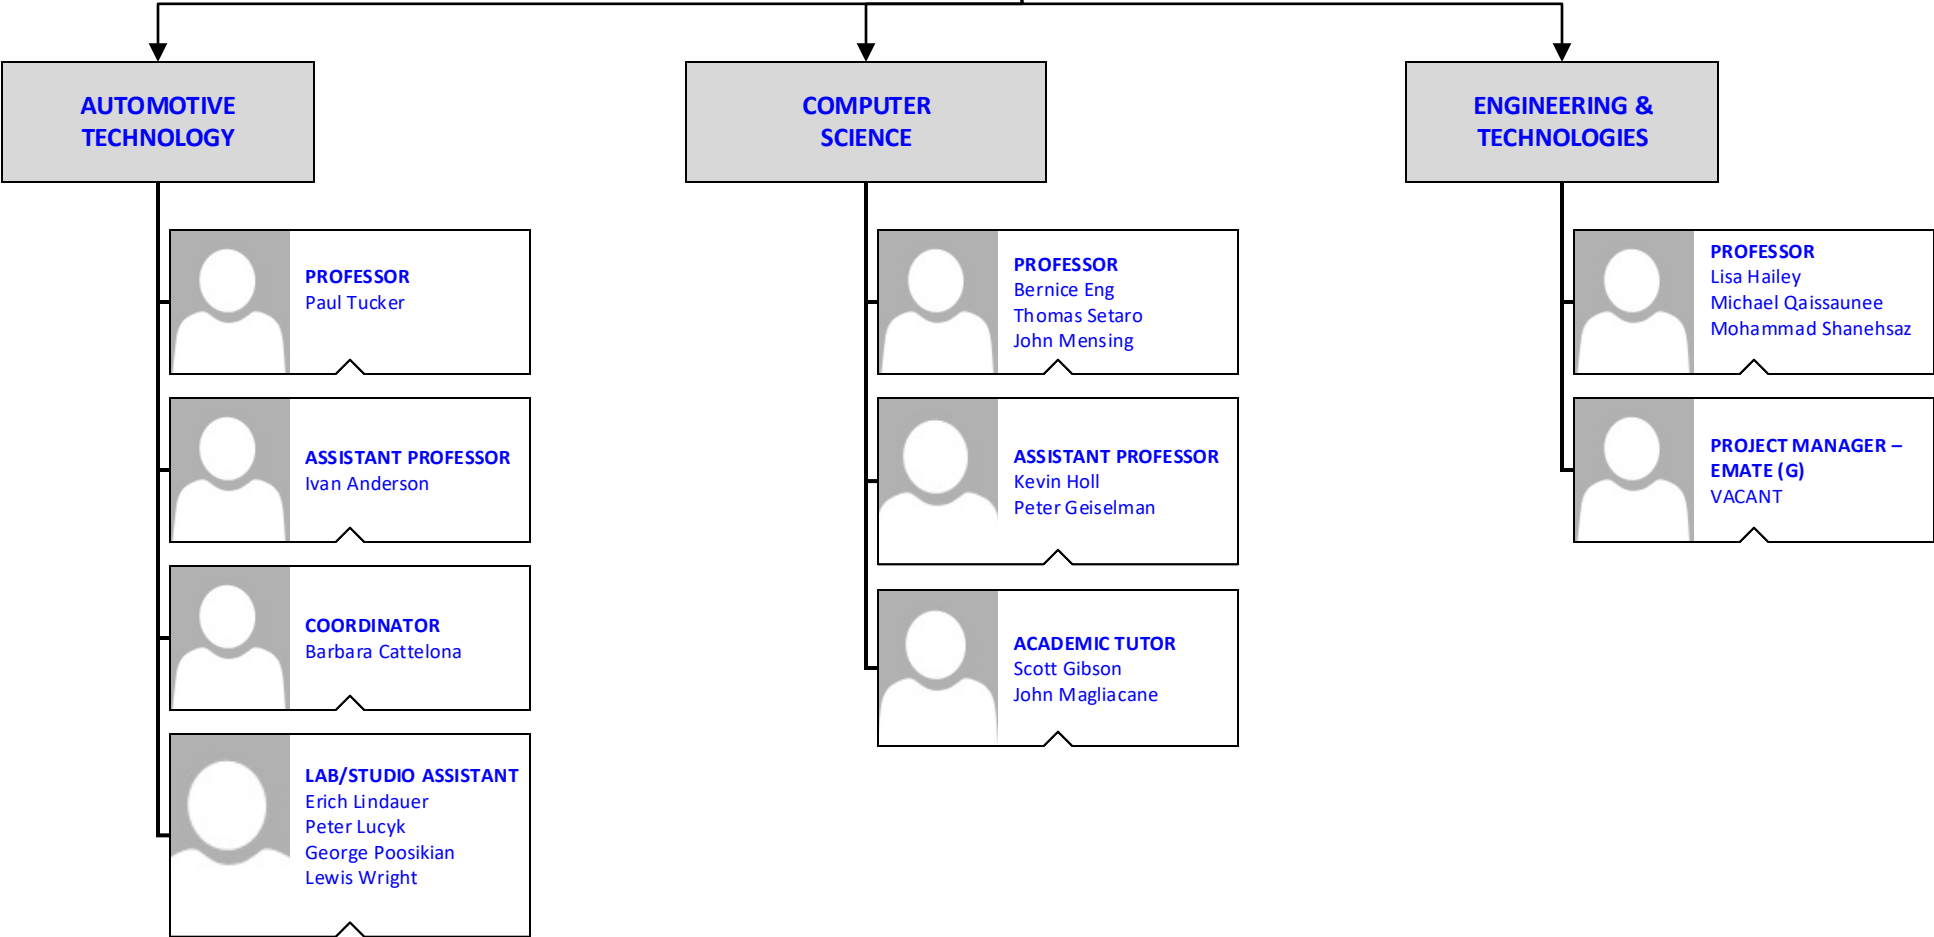 AUTOMOTIVE
TECHNOLOGY
PROFESSOR
Paul Tucker
ASSISTANT PROFESSOR
Ivan Anderson
COORDINATOR
Barbara Cattelona
LAB/STUDIO ASSISTANT
Erich Lindauer
Peter Lucyk
George Poosikian
Lewis Wright
COMPUTER
SCIENCE
PROFESSOR
Bernice Eng
Thomas Setaro
John Mensing
ASSISTANT PROFESSOR
Kevin Holl
Peter Geiselman
ACADEMIC TUTOR
Scott Gibson
John Magliacane
ENGINEERING &
TECHNOLOGIES
PROFESSOR
Lisa Hailey
Michael Qaissaunee
Mohammad Shanehsaz
PROJECT MANAGER –
EMATE (G)
VACANT